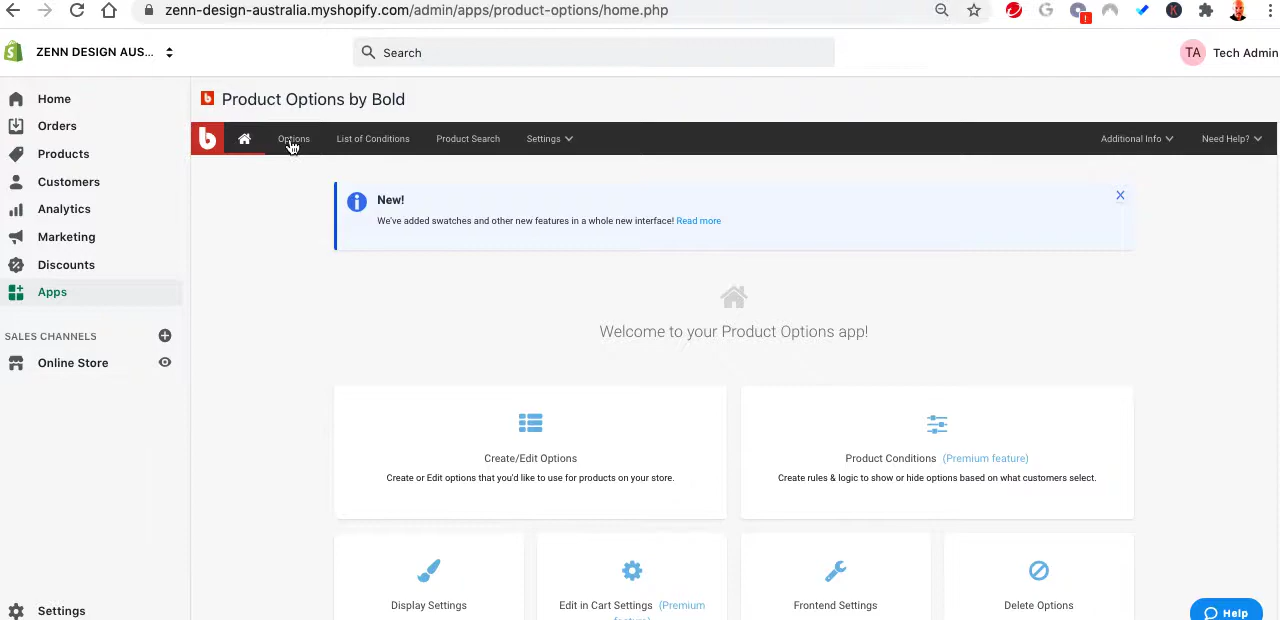 zenn-design-australia.myshopify.com/admin/apps/product-options/home.php
ZENN DESIGN AUS...
Search
TA Tech Admin
Home
Orders
Products
Customers
Analytics
Marketing
Discounts
Apps
SALES CHANNELS
Online Store
Settings
Product Options by Bold
b Options List of Conditions Product Search Settings Additional Info Need Help?
New!
We've added swatches and other new features in a whole new interface! Read more
Welcome to your Product Options app!
Create/Edit Options
Create or Edit options that you'd like to use for products on your store.
Product Conditions (Premium feature)
Create rules & logic to show or hide options based on what customers select.
Display Settings
Edit in Cart Settings (Premium
feature)
Frontend Settings
Delete Options
Help